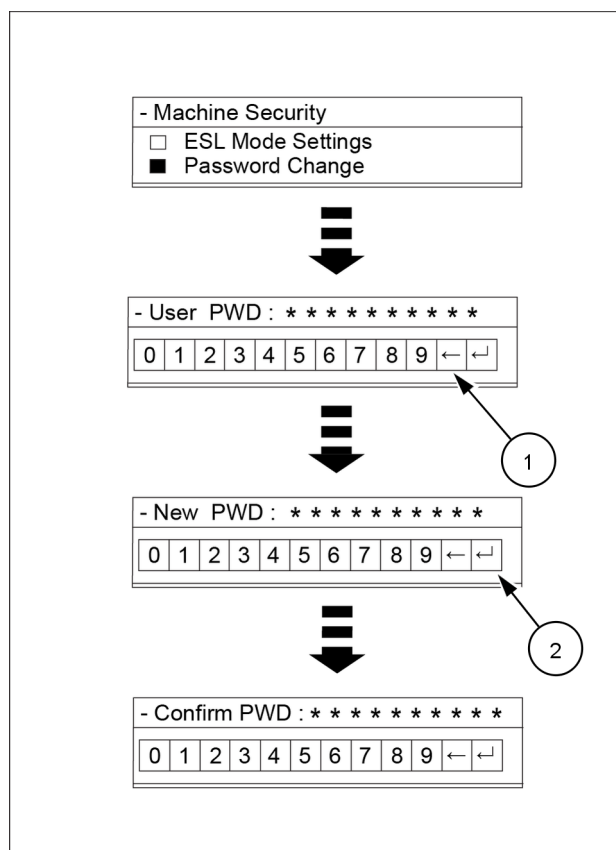 - Machine Security
□ ESL Mode Settings
■ Password Change
- User PWD : * * * * * * * * * *
0 1 2 3 4 5 6 7 8 9 ← ↵
1
- New PWD : * * * * * * * * * *
0 1 2 3 4 5 6 7 8 9 ← ↵
2
- Confirm PWD : * * * * * * * * * *
0 1 2 3 4 5 6 7 8 9 ← ↵